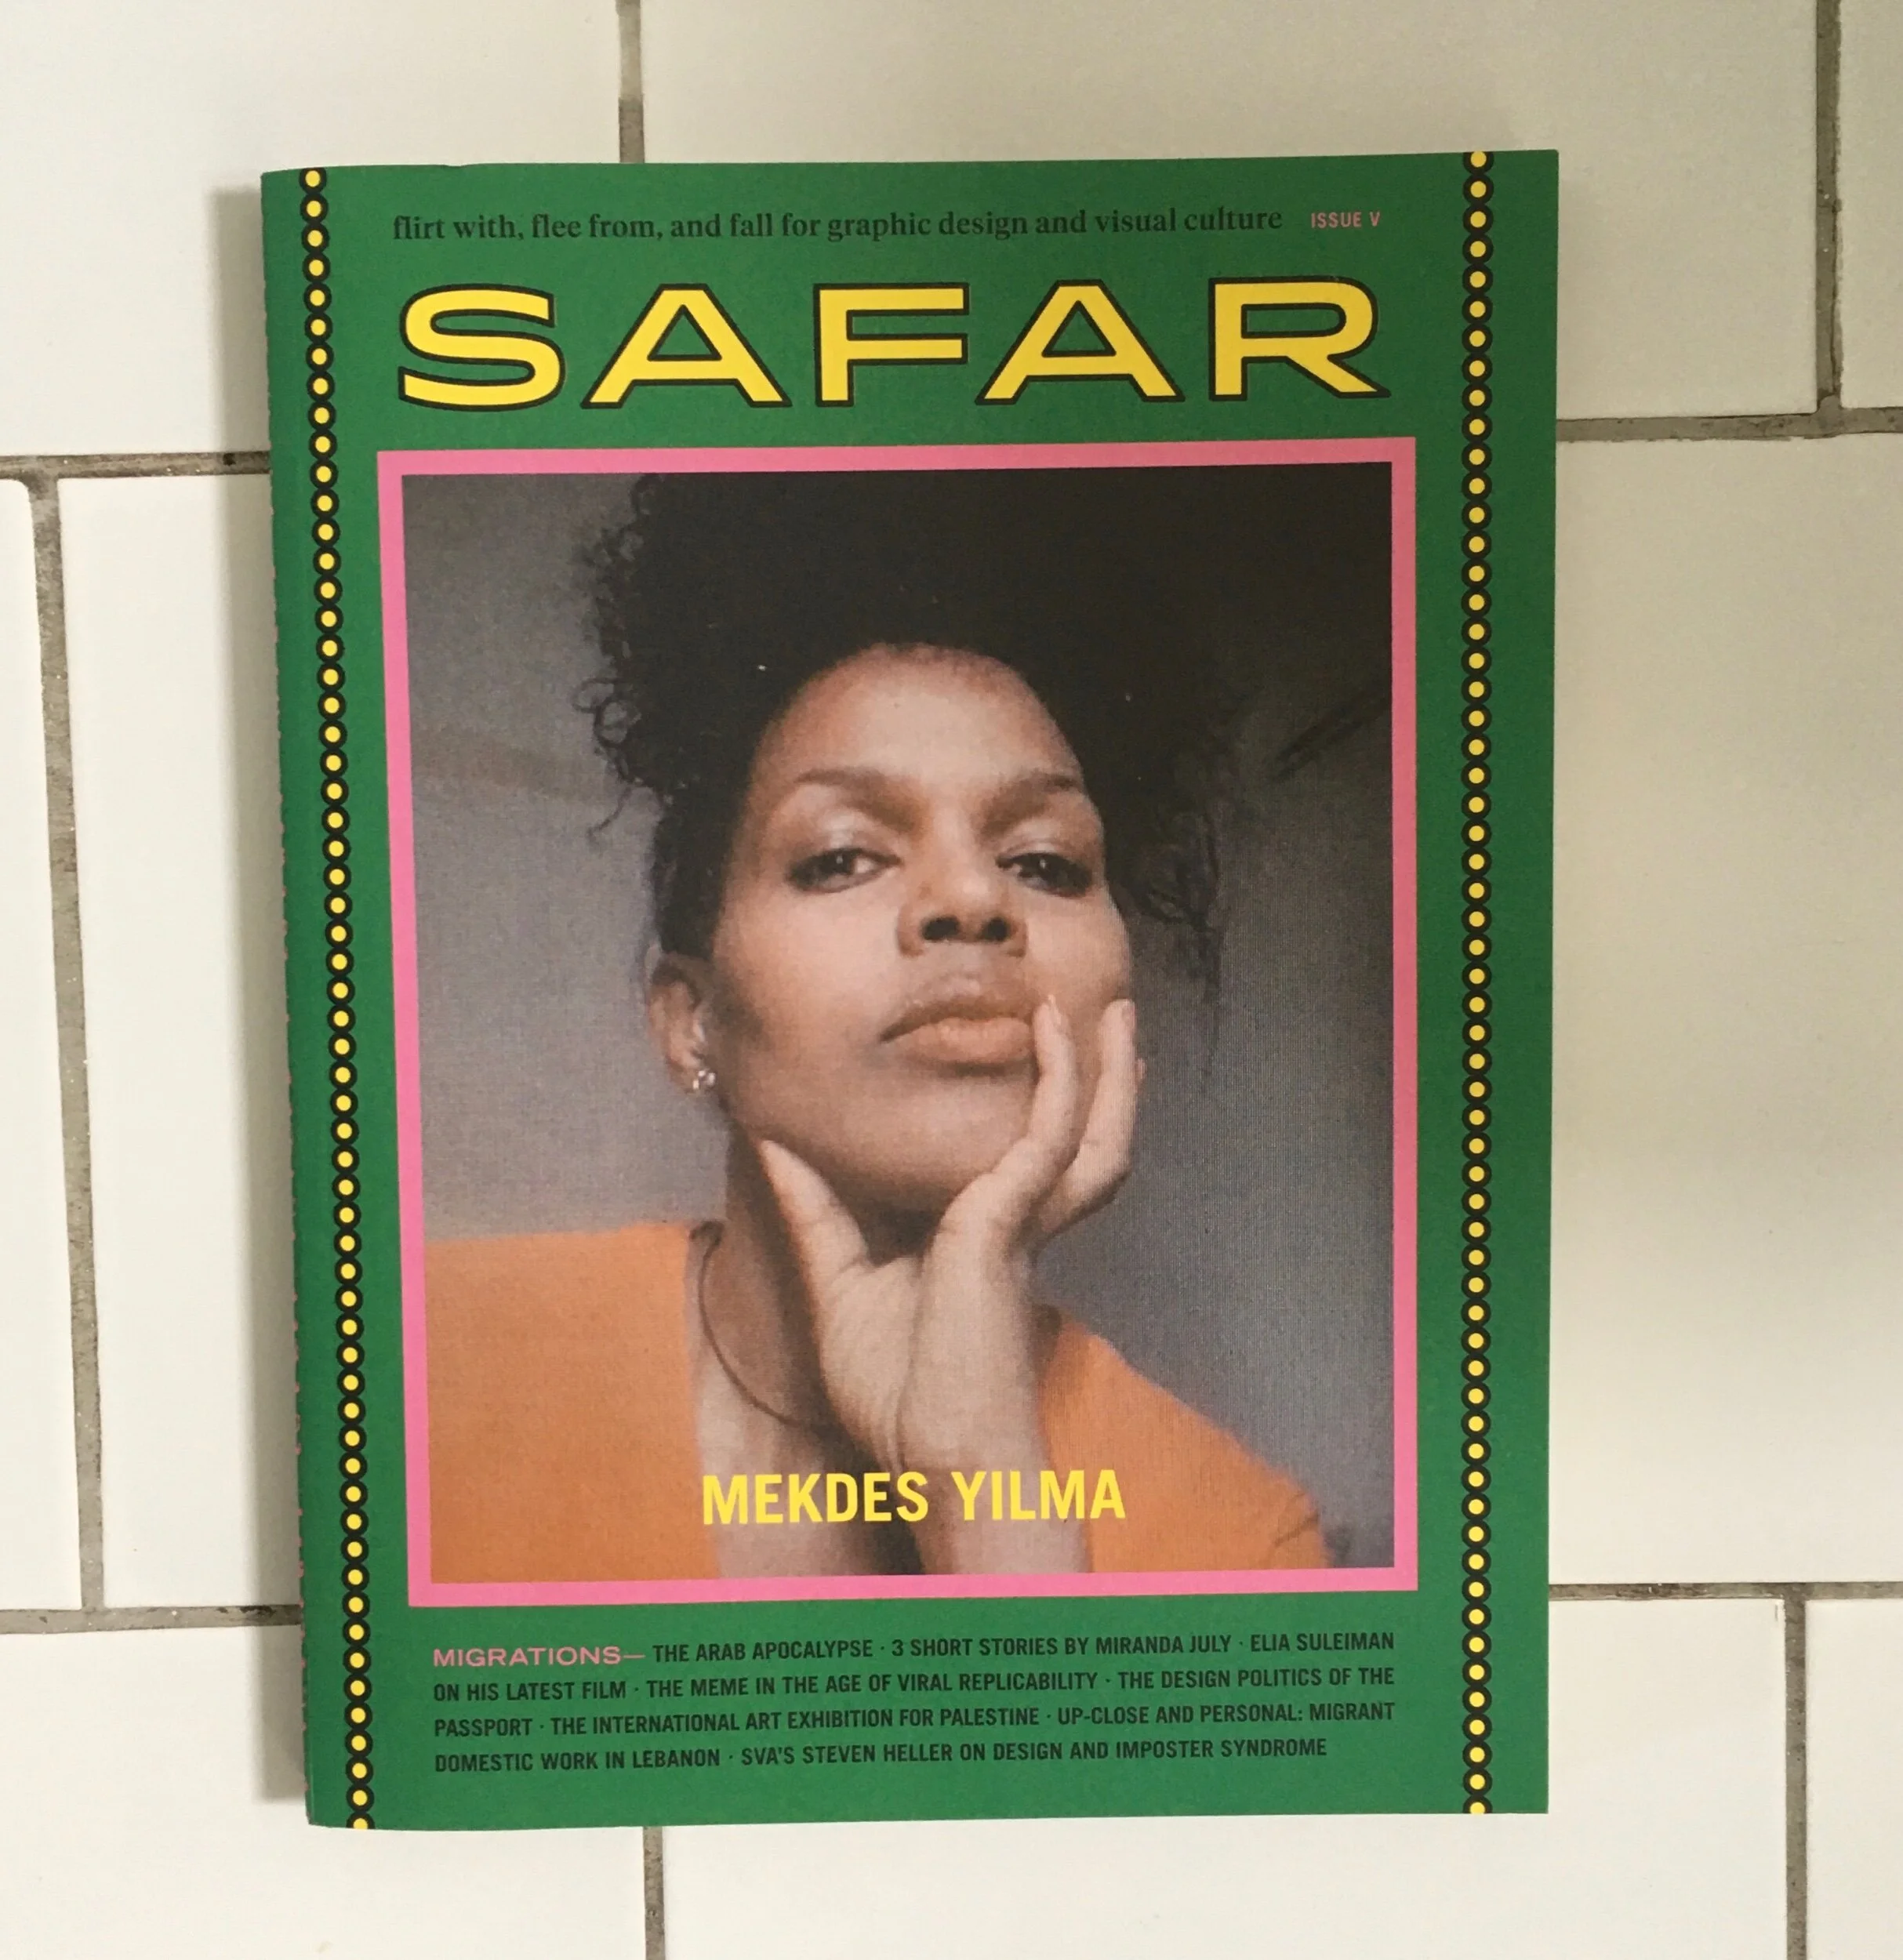 flirt with, flee from, and fall for graphic design and visual culture ISSUE V
SAFAR
MEKDES YILMA
MIGRATIONS— THE ARAB APOCALYPSE · 3 SHORT STORIES BY MIRANDA JULY · ELIA SULEIMAN
ON HIS LATEST FILM · THE MEME IN THE AGE OF VIRAL REPLICABILITY · THE DESIGN POLITICS OF THE
PASSPORT · THE INTERNATIONAL ART EXHIBITION FOR PALESTINE · UP-CLOSE AND PERSONAL: MIGRANT
DOMESTIC WORK IN LEBANON · SVA'S STEVEN HELLER ON DESIGN AND IMPOSTER SYNDROME